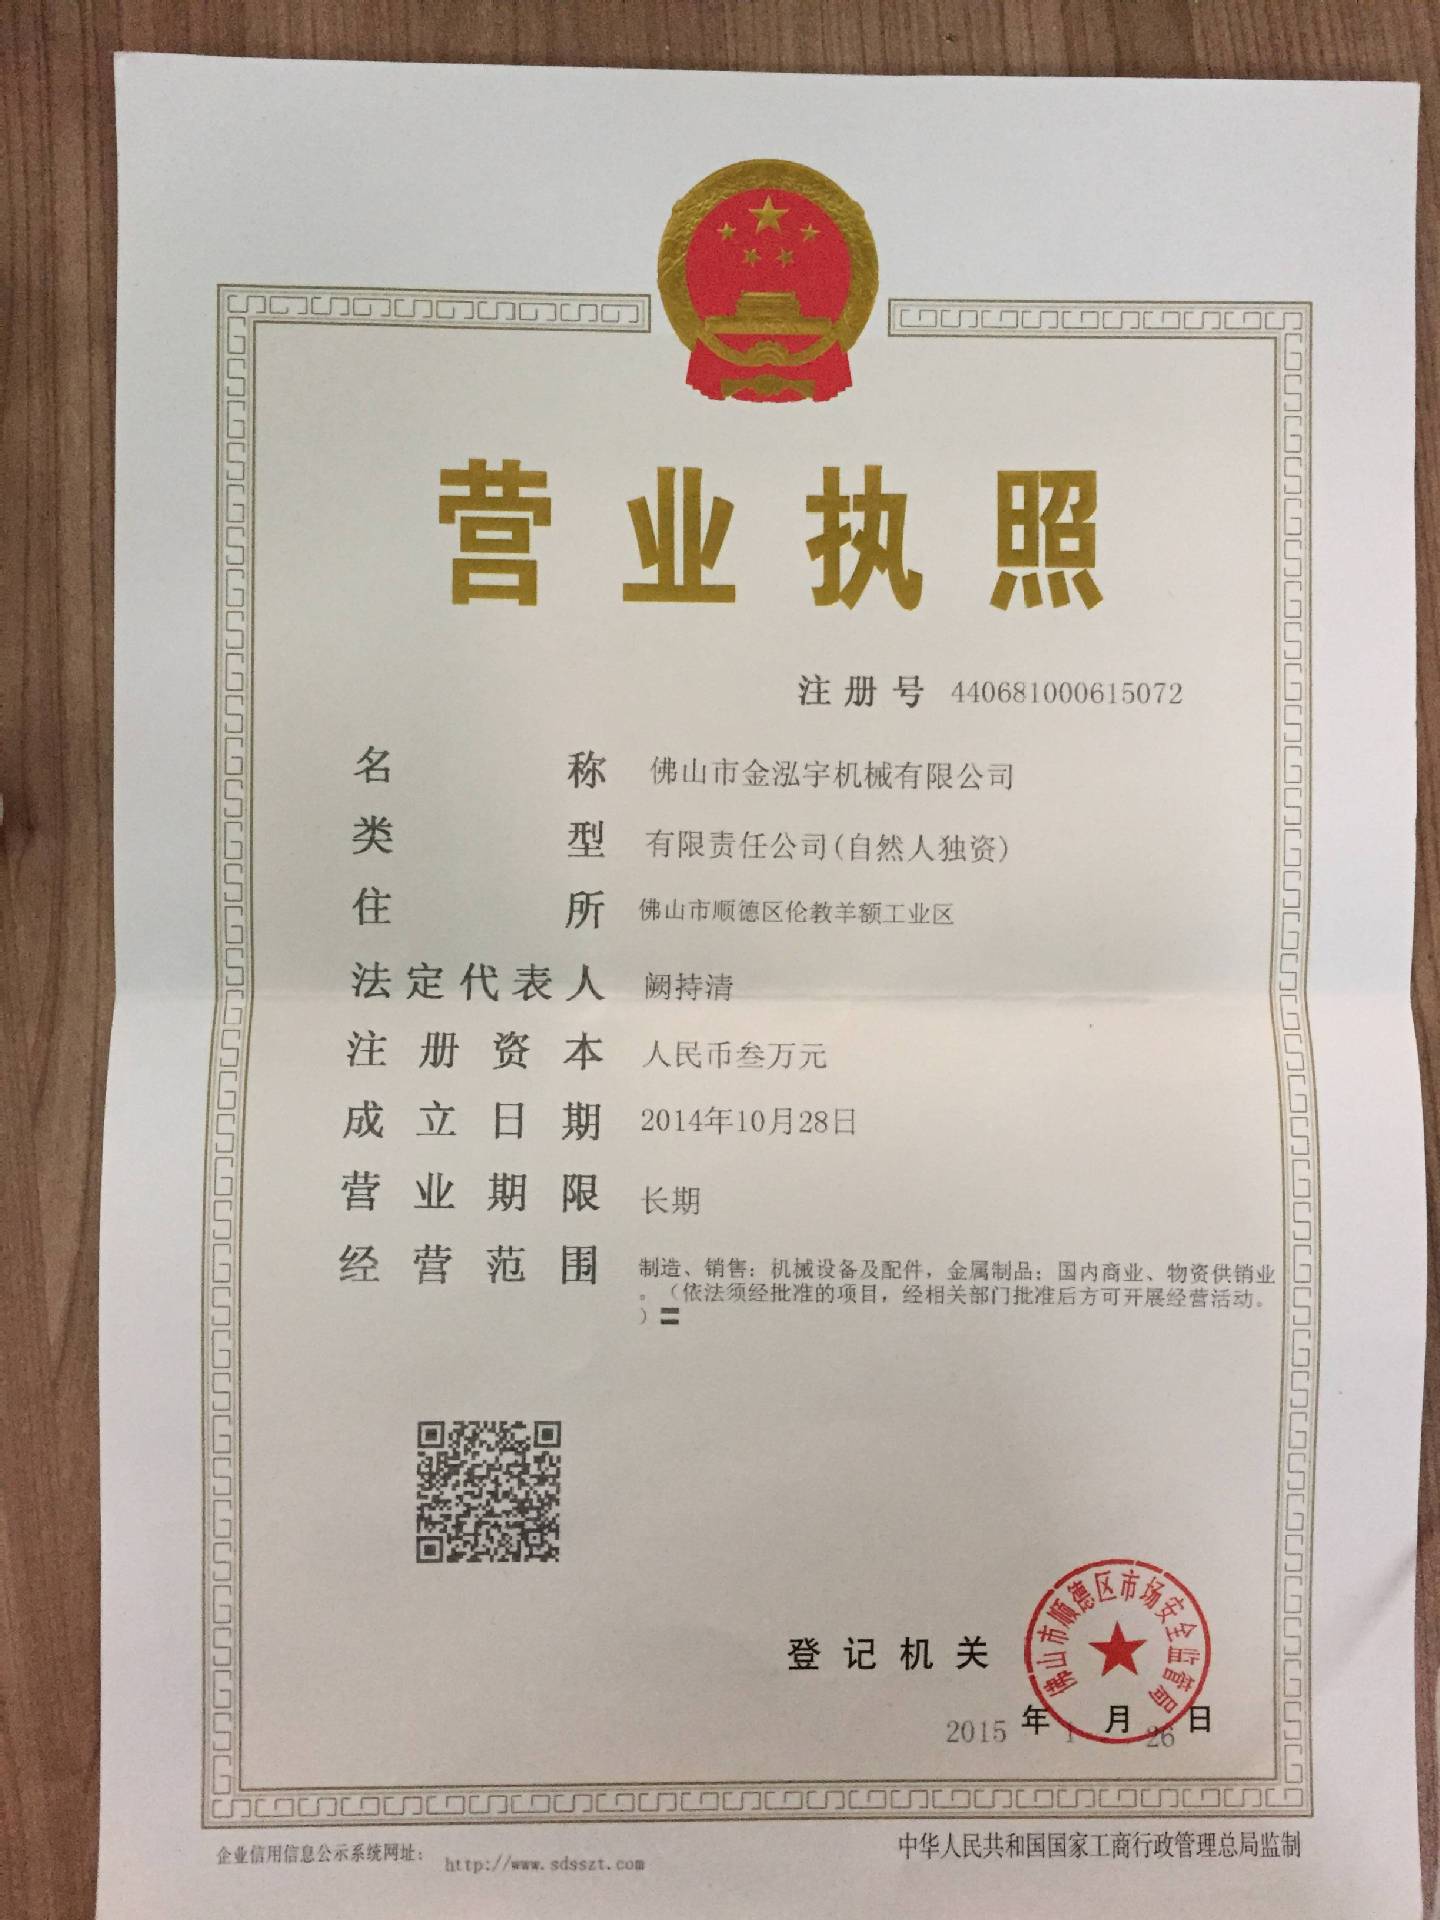 营业执照
注册号 440681000615072
名称 佛山市金泓宇机械有限公司
类型 有限责任公司(自然人独资)
住所 佛山市顺德区伦教羊额工业区
法定代表人 阙持清
注册资本 人民币叁万元
成立日期 2014年10月28日
营业期限 长期
经营范围 制造、销售：机械设备及配件，金属制品；国内商业、物资供销业
。（依法须经批准的项目，经相关部门批准后方可开展经营活动。
）〓
佛山市顺德区市场安全监管局
登记机关
2015年1月26日
企业信用信息公示系统网址： http://www.sdsszt.com
中华人民共和国国家工商行政管理总局监制